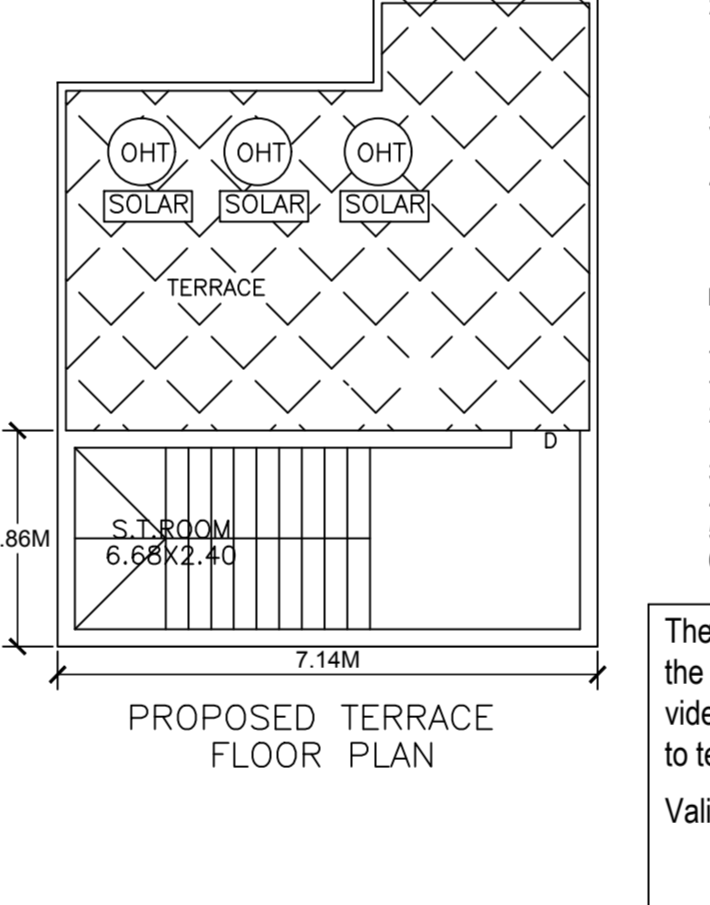 OHT OHT OHT
SOLAR SOLAR SOLAR
TERRACE
D
S.T.ROOM
6.68X2.40
.86M
7.14M
PROPOSED TERRACE
FLOOR PLAN
The
the
vide
to te
Vali